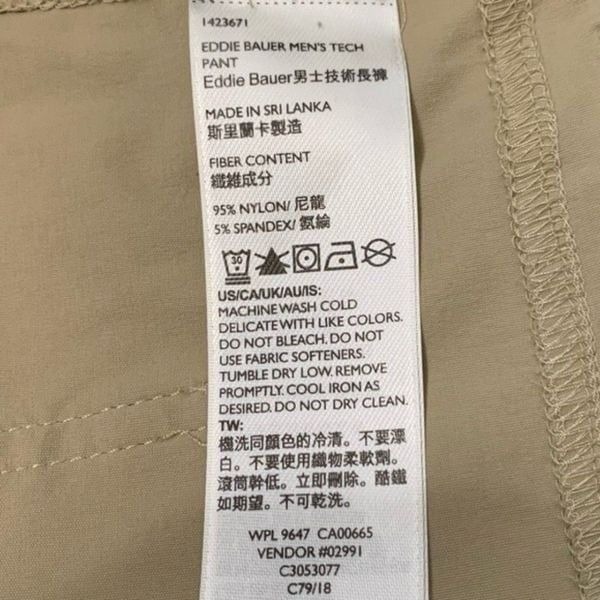 1423671
EDDIE BAUER MEN'S TECH
PANT
Eddie Bauer男士技術長褲
MADE IN SRI LANKA
斯里蘭卡製造
FIBER CONTENT
纖維成分
95% NYLON/ 尼龍
5% SPANDEX/ 氨綸
30
US/CA/UK/AU/IS:
MACHINE WASH COLD
DELICATE WITH LIKE COLORS.
DO NOT BLEACH. DO NOT
USE FABRIC SOFTENERS.
TUMBLE DRY LOW. REMOVE
PROMPTLY. COOL IRON AS
DESIRED. DO NOT DRY CLEAN.
TW:
機洗同顏色的冷清。不要漂
白。不要使用織物柔軟劑。
滾筒幹低。立即刪除。酷鐵
如期望。不可乾洗。
WPL 9647 CA00665
VENDOR #02991
C3053077
C79/18